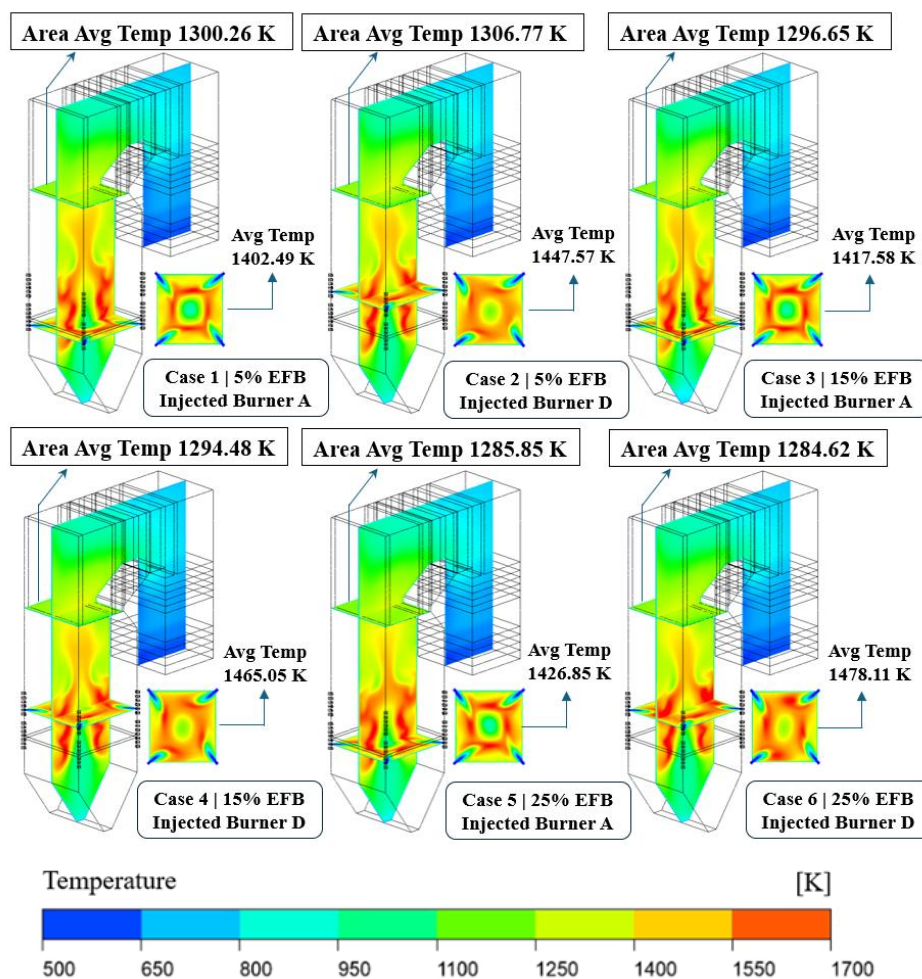 Area Avg Temp 1300.26 K
Area Avg Temp 1306.77 K
Area Avg Temp 1296.65 K
Avg Temp
1402.49 K
Avg Temp
1447.57 K
Avg Temp
1417.58 K
Case 1 | 5% EFB
Injected Burner A
Case 2 | 5% EFB
Injected Burner D
Case 3 | 15% EFB
Injected Burner A
Area Avg Temp 1294.48 K
Area Avg Temp 1285.85 K
Area Avg Temp 1284.62 K
Avg Temp
1465.05 K
Avg Temp
1426.85 K
Avg Temp
1478.11 K
Case 4 | 15% EFB
Injected Burner D
Case 5 | 25% EFB
Injected Burner A
Case 6 | 25% EFB
Injected Burner D
Temperature [K]
500 650 800 950 1100 1250 1400 1550 1700